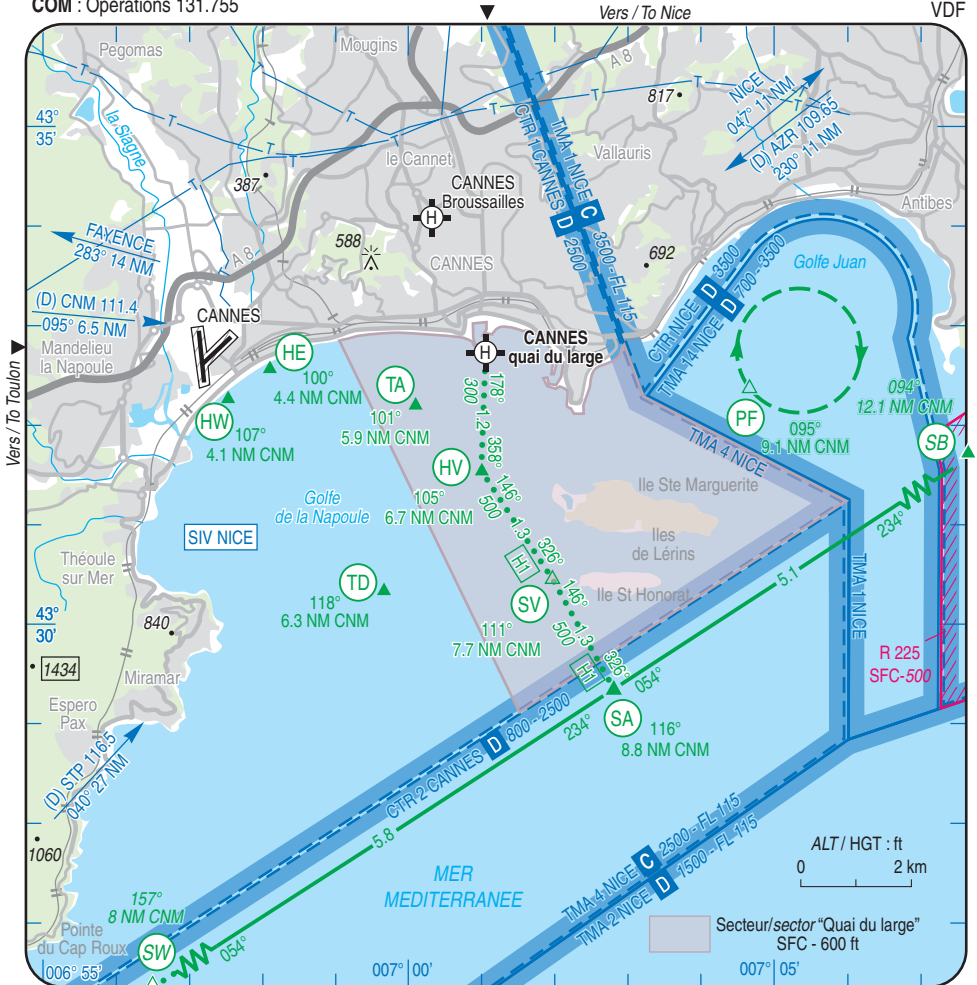 COM : Operations 131.755
Vers / To Nice
VDF
Pegomas
Mougins
A 8
817
NICE
047° 11 NM
(D) AZR 109.65
230° 11 NM
43°
35'
la Siagne
T
T
T
T
T
T
T
T
T
le Cannet
Vallauris
CTR 1 CANNES D 2500
TMA 1 NICE C 3500-FL 115
387
CANNES
Broussailles
H
Antibes
FAYENCE
283° 14 NM
A 8
588
CANNES
692
CTR NICE D 3500
TMA 14 NICE D 700 - 3500
Golfe Juan
(D) CNM 111.4
095° 6.5 NM
CANNES
Mandelieu
la Napoule
Vers / To Toulon
HE
100°
4.4 NM CNM
H
CANNES
quai du large
TA
101°
5.9 NM CNM
HW
107°
4.1 NM CNM
178°
300
1.2
358°
HV
105°
6.7 NM CNM
PF
095°
9.1 NM CNM
094°
12.1 NM CNM
SB
TMA 4 NICE
Golfe
de la Napoule
146°
500
1.3
326°
H1
Ile Ste Marguerite
Iles
de Lérins
Ile St Honorat
234°
5.1
SIV NICE
Théoule
sur Mer
TD
118°
6.3 NM CNM
SV
111°
7.7 NM CNM
146°
500
1.3
326°
H1
TMA 1 NICE
43°
30'
840
1434
Miramar
R 225
SFC-500
Espero
Pax
054°
SA
116°
8.8 NM CNM
234°
CTR 2 CANNES D 800 - 2500
(D) STP 116.5
040° 27 NM
5.8
1060
ALT / HGT : ft
0
2 km
TMA 4 NICE C 2500 - FL 115
TMA 2 NICE D 1500 - FL 115
MER
MEDITERRANEE
157°
8 NM CNM
Pointe
du Cap Roux
SW
054°
Secteur/sector "Quai du large"
SFC - 600 ft
006° 55'
007° 00'
007° 05'